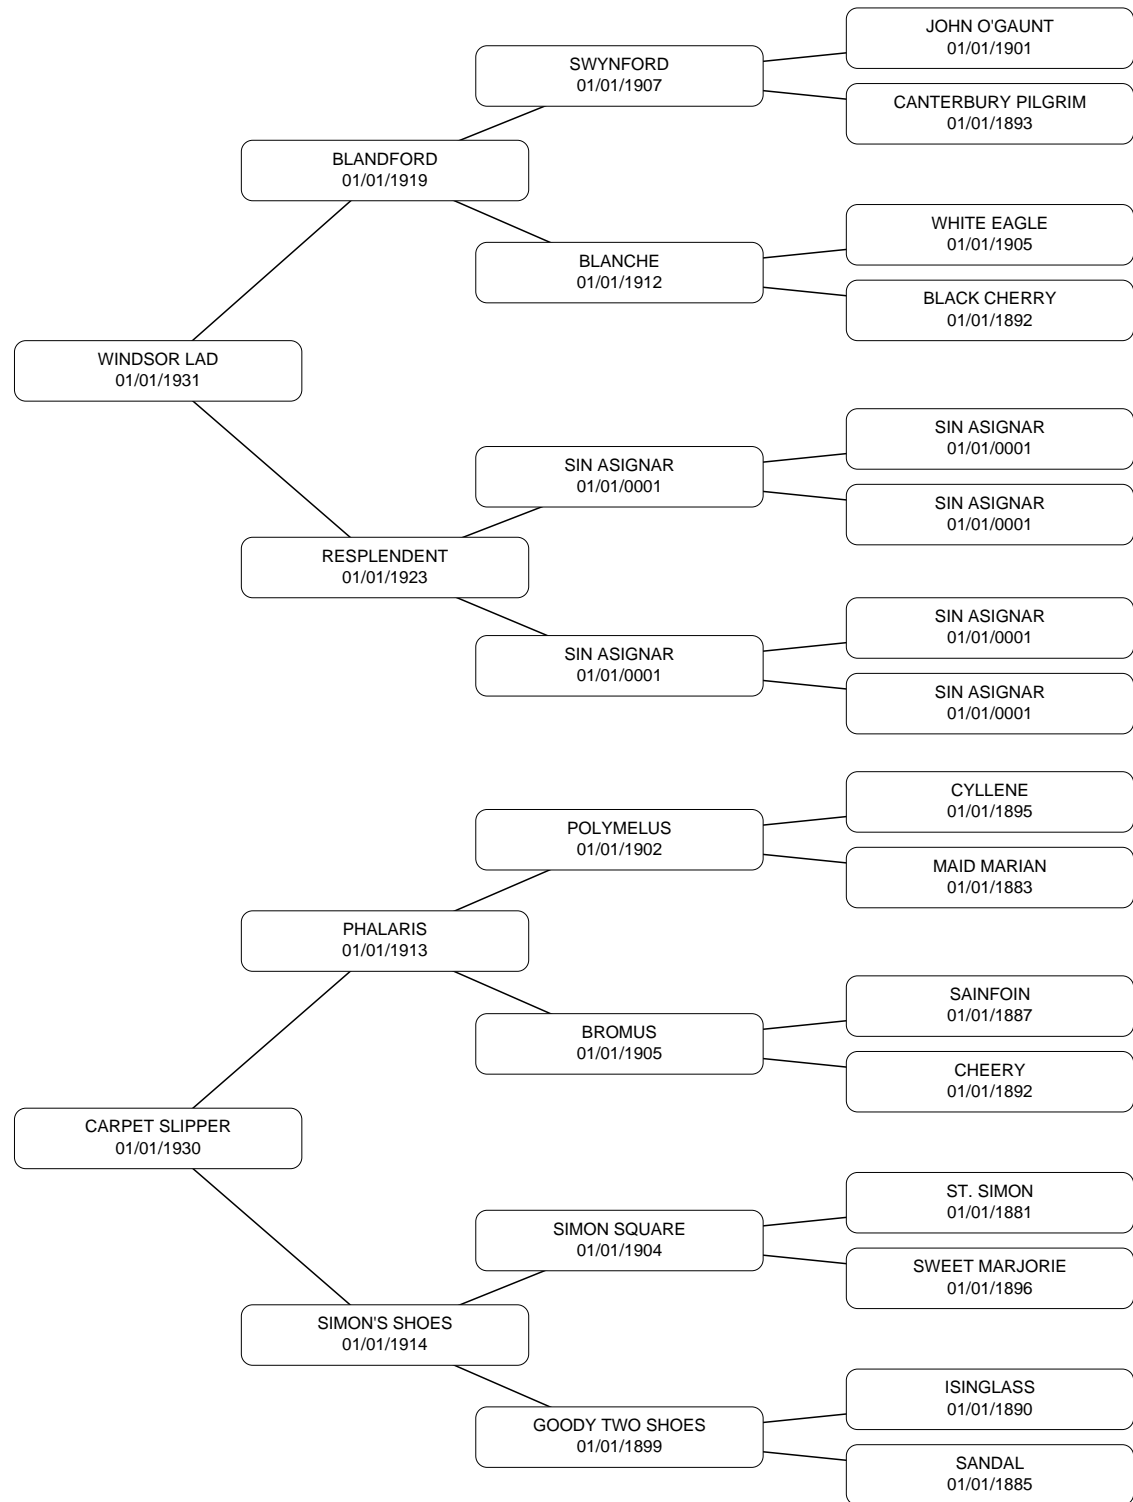 JOHN O'GAUNT
01/01/1901
SWYNFORD
01/01/1907
CANTERBURY PILGRIM
01/01/1893
BLANDFORD
01/01/1919
WHITE EAGLE
01/01/1905
BLANCHE
01/01/1912
BLACK CHERRY
01/01/1892
WINDSOR LAD
01/01/1931
SIN ASIGNAR
01/01/0001
SIN ASIGNAR
01/01/0001
SIN ASIGNAR
01/01/0001
RESPLENDENT
01/01/1923
SIN ASIGNAR
01/01/0001
SIN ASIGNAR
01/01/0001
SIN ASIGNAR
01/01/0001
CYLLENE
01/01/1895
POLYMELUS
01/01/1902
MAID MARIAN
01/01/1883
PHALARIS
01/01/1913
SAINFOIN
01/01/1887
BROMUS
01/01/1905
CHEERY
01/01/1892
CARPET SLIPPER
01/01/1930
ST. SIMON
01/01/1881
SIMON SQUARE
01/01/1904
SWEET MARJORIE
01/01/1896
SIMON'S SHOES
01/01/1914
ISINGLASS
01/01/1890
GOODY TWO SHOES
01/01/1899
SANDAL
01/01/1885